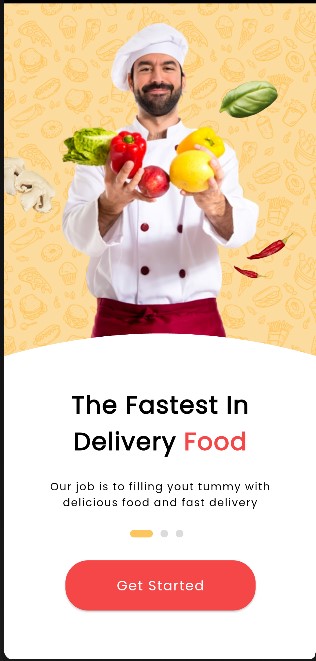 The Fastest In
Delivery Food
Our job is to filling yout tummy with
delicious food and fast delivery
Get Started